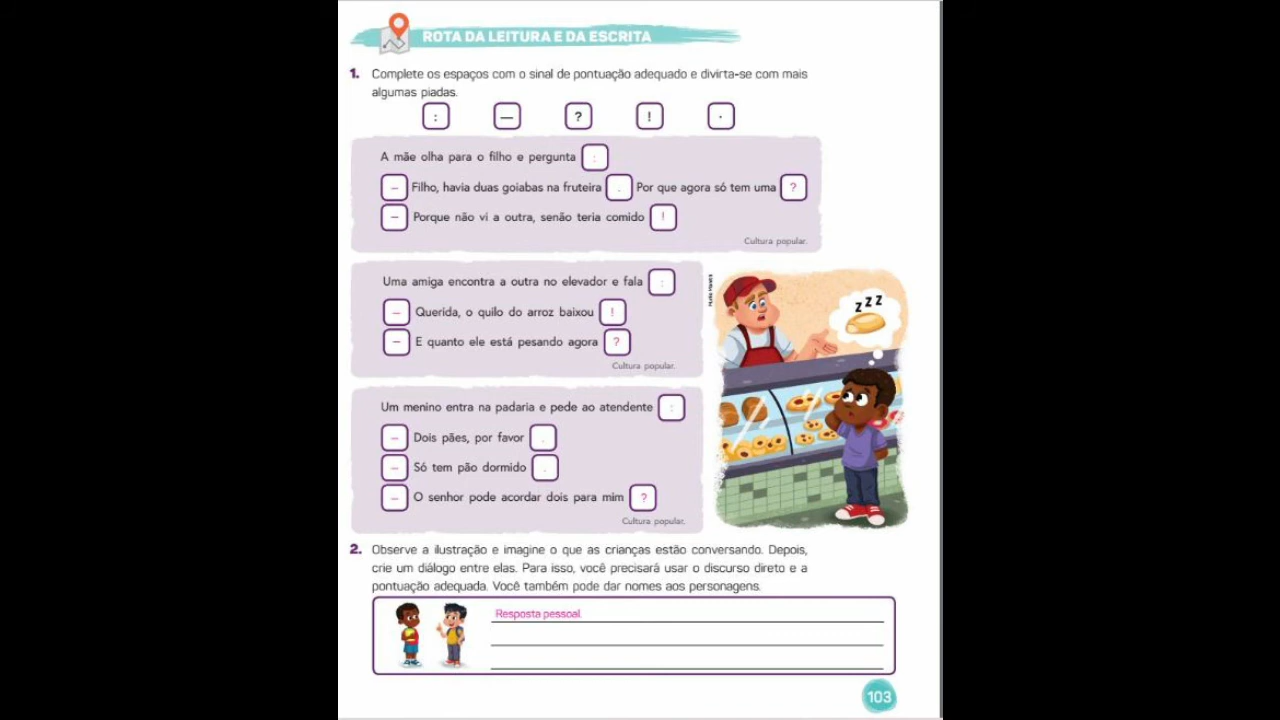 ROTA DA LEITURA E DA ESCRITA
1. Complete os espaços com o sinal de pontuação adequado e divirta-se com mais
algumas piadas.
: — ? ! .
A mãe olha para o filho e pergunta :
– Filho, havia duas goiabas na fruteira . Por que agora só tem uma ?
– Porque não vi a outra, senão teria comido !
Cultura popular.
Uma amiga encontra a outra no elevador e fala :
– Querida, o quilo do arroz baixou !
– E quanto ele está pesando agora ?
Cultura popular.
Um menino entra na padaria e pede ao atendente :
– Dois pães, por favor .
– Só tem pão dormido .
– O senhor pode acordar dois para mim ?
Cultura popular.
zzz
2. Observe a ilustração e imagine o que as crianças estão conversando. Depois,
crie um diálogo entre elas. Para isso, você precisará usar o discurso direto e a
pontuação adequada. Você também pode dar nomes aos personagens.
Resposta pessoal.
103